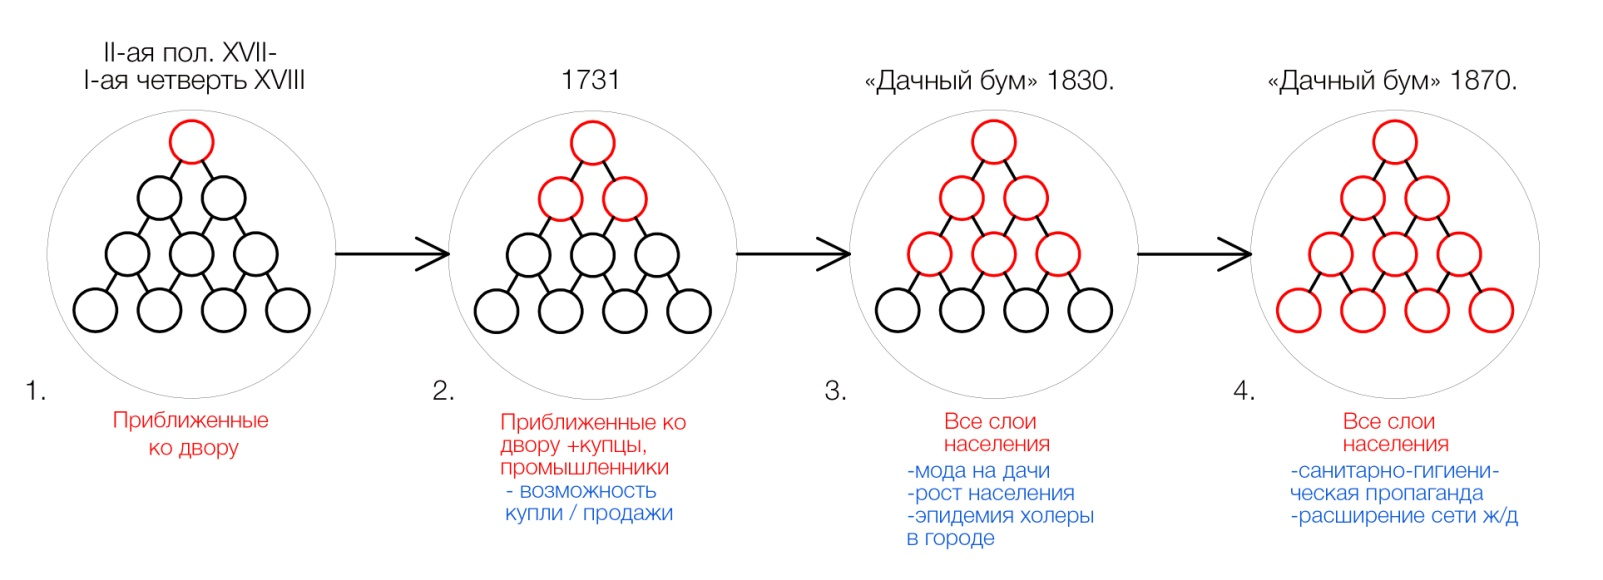 II-ая пол. XVII-
I-ая четверть XVIII
1.
Приближенные
ко двору
1731
2.
Приближенные ко
двору +купцы,
промышленники
- возможность
купли / продажи
«Дачный бум» 1830.
3.
Все слои
населения
-мода на дачи
-рост населения
-эпидемия холеры
в городе
«Дачный бум» 1870.
4.
Все слои
населения
-санитарно-гигиени-
ческая пропаганда
-расширение сети ж/д